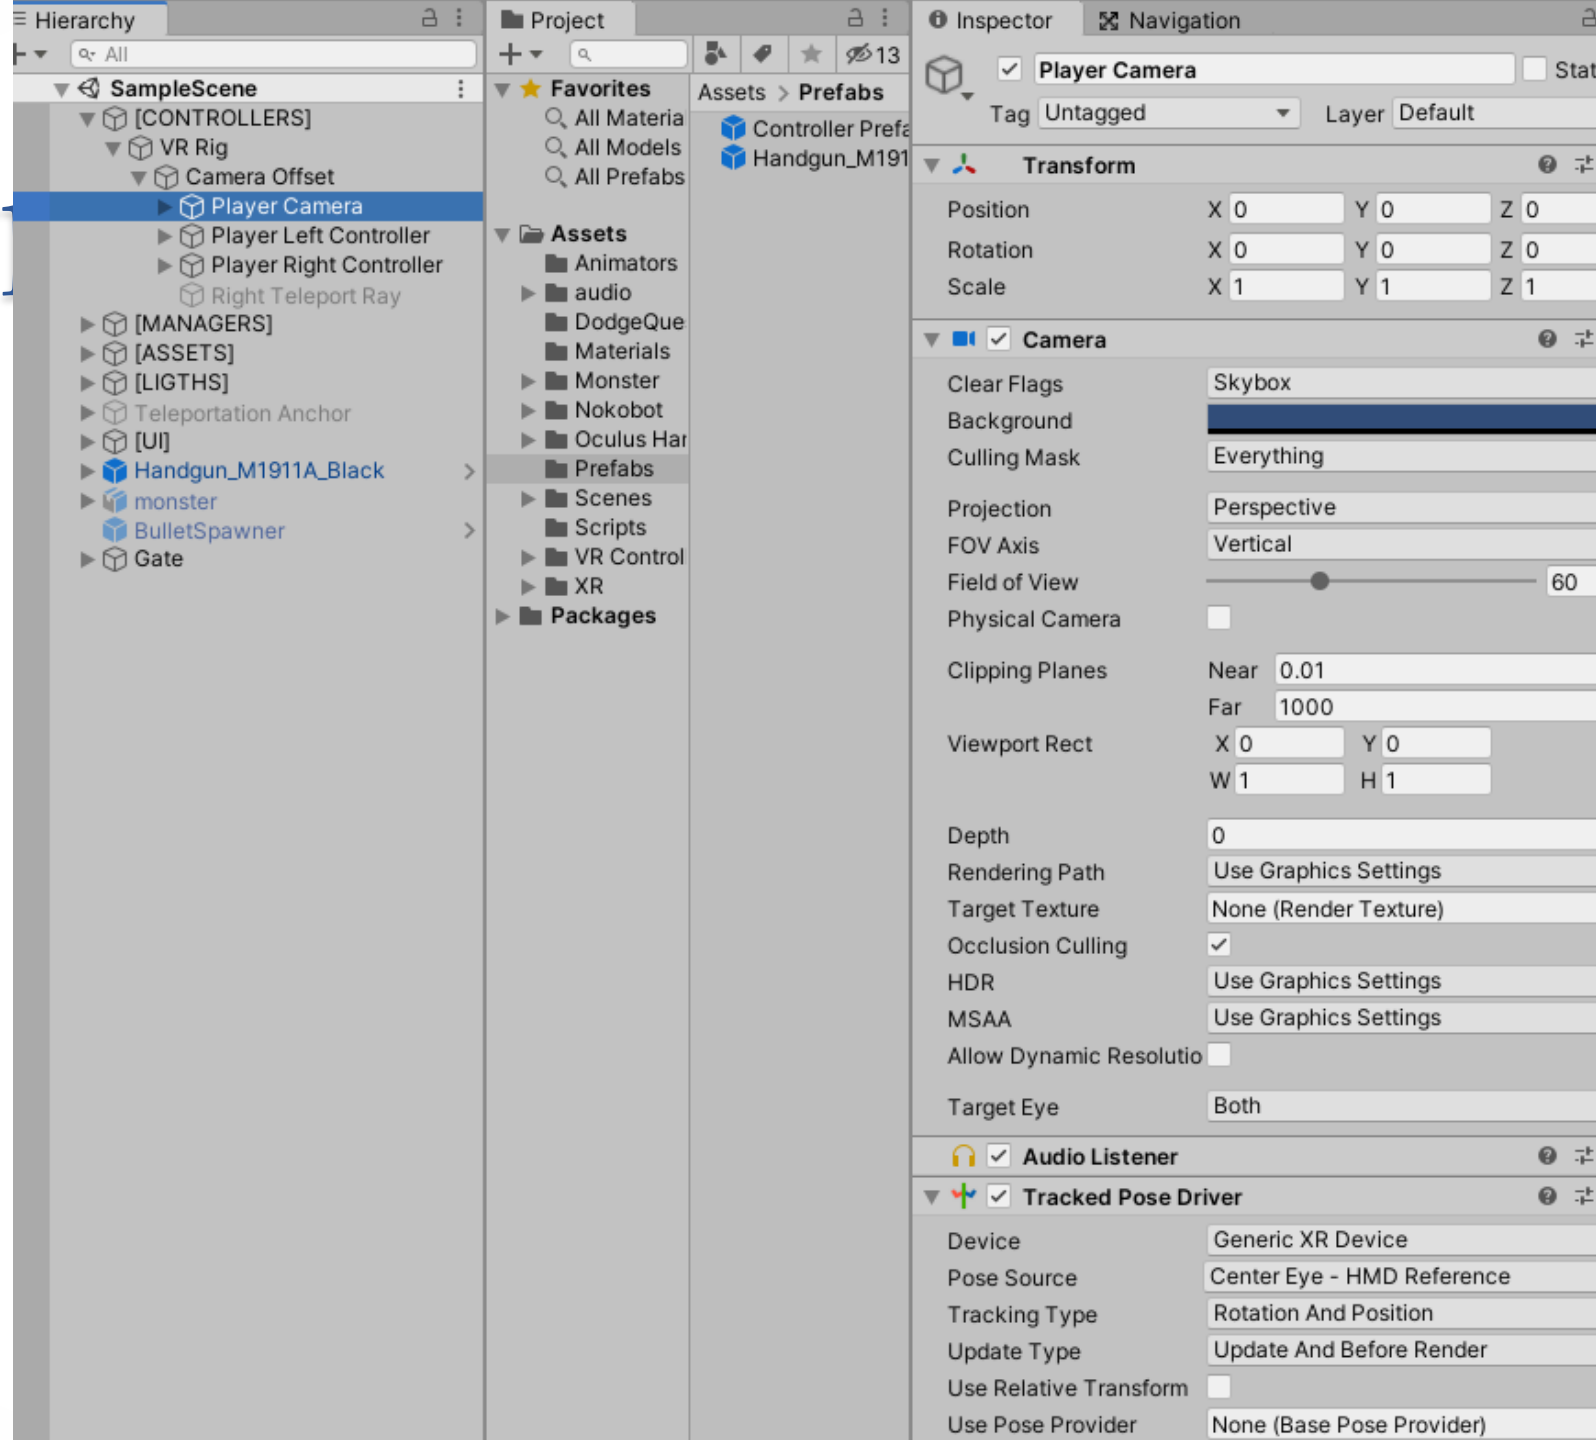 Hierarchy
All
SampleScene
[CONTROLLERS]
VR Rig
Camera Offset
Player Camera
Player Left Controller
Player Right Controller
Right Teleport Ray
[MANAGERS]
[ASSETS]
[LIGTHS]
Teleportation Anchor
[UI]
Handgun_M1911A_Black
monster
BulletSpawner
Gate
Project
13
Favorites
All Materia
All Models
All Prefabs
Assets
Animators
audio
DodgeQue
Materials
Monster
Nokobot
Oculus Har
Prefabs
Scenes
Scripts
VR Control
XR
Packages
Assets > Prefabs
Controller Prefa
Handgun_M191
Inspector Navigation
Player Camera Stat
Tag Untagged Layer Default
Transform
Position X 0 Y 0 Z 0
Rotation X 0 Y 0 Z 0
Scale X 1 Y 1 Z 1
Camera
Clear Flags Skybox
Background
Culling Mask Everything
Projection Perspective
FOV Axis Vertical
Field of View 60
Physical Camera
Clipping Planes Near 0.01
Far 1000
Viewport Rect X 0 Y 0
W 1 H 1
Depth 0
Rendering Path Use Graphics Settings
Target Texture None (Render Texture)
Occlusion Culling
HDR Use Graphics Settings
MSAA Use Graphics Settings
Allow Dynamic Resolutio
Target Eye Both
Audio Listener
Tracked Pose Driver
Device Generic XR Device
Pose Source Center Eye - HMD Reference
Tracking Type Rotation And Position
Update Type Update And Before Render
Use Relative Transform
Use Pose Provider None (Base Pose Provider)